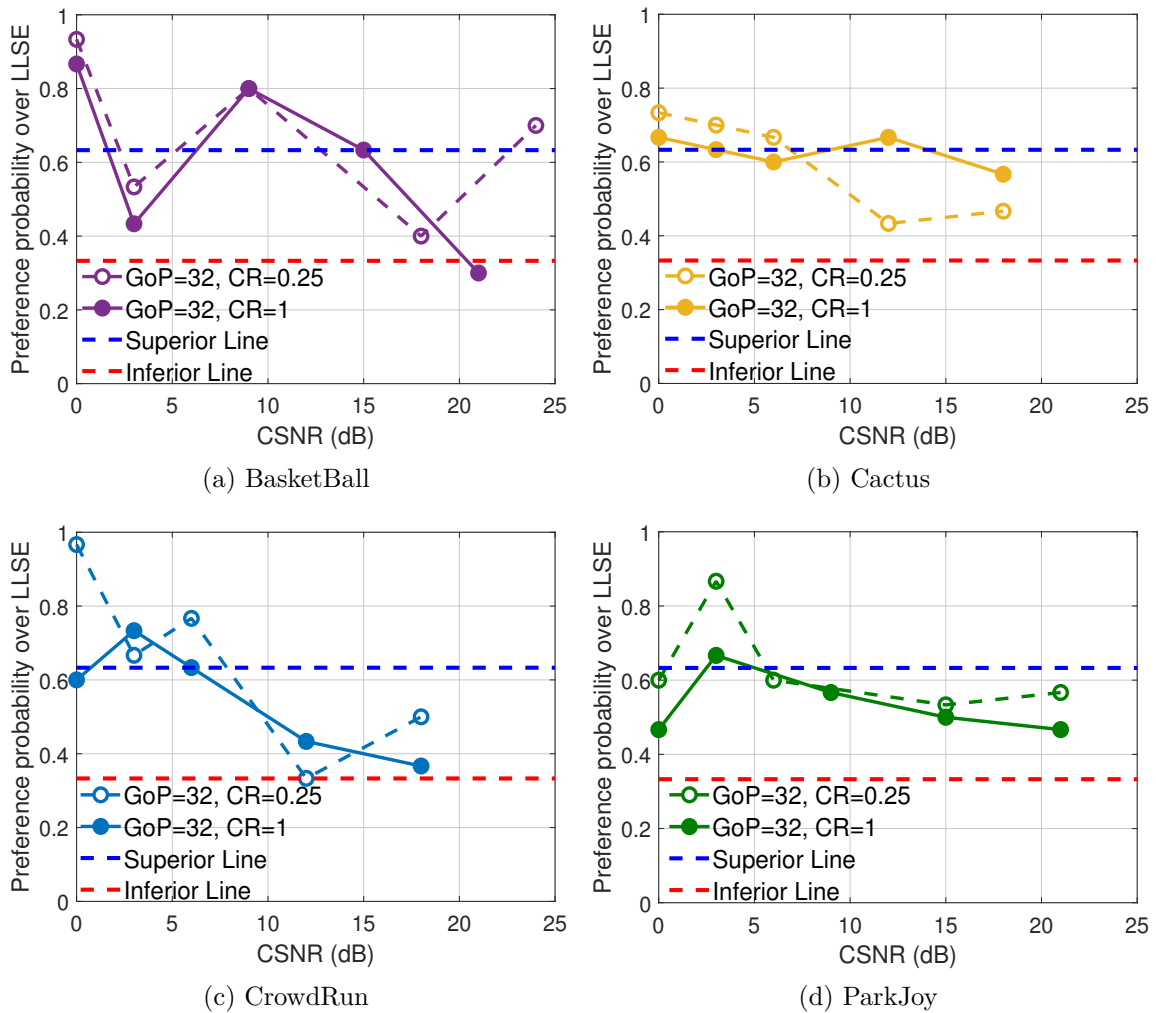 Preference probability over LLSE
1
0.8
0.6
0.4
0.2
0
GoP=32, CR=0.25
GoP=32, CR=1
Superior Line
Inferior Line
0 5 10 15 20 25
CSNR (dB)
(a) BasketBall
Preference probability over LLSE
1
0.8
0.6
0.4
0.2
0
GoP=32, CR=0.25
GoP=32, CR=1
Superior Line
Inferior Line
0 5 10 15 20 25
CSNR (dB)
(b) Cactus
Preference probability over LLSE
1
0.8
0.6
0.4
0.2
0
GoP=32, CR=0.25
GoP=32, CR=1
Superior Line
Inferior Line
0 5 10 15 20 25
CSNR (dB)
(c) CrowdRun
Preference probability over LLSE
1
0.8
0.6
0.4
0.2
0
GoP=32, CR=0.25
GoP=32, CR=1
Superior Line
Inferior Line
0 5 10 15 20 25
CSNR (dB)
(d) ParkJoy